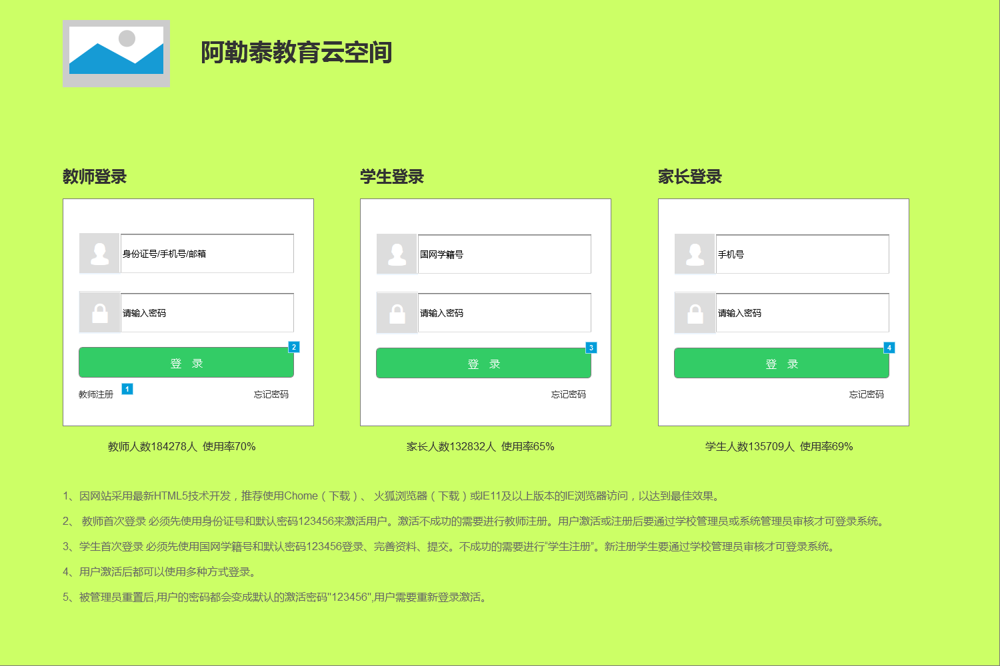 阿勒泰教育云空间
教师登录
学生登录
家长登录
身份证号/手机号/邮箱
国网学籍号
手机号
请输入密码
请输入密码
请输入密码
2
3
4
登 录
登 录
登 录
教师注册
1
忘记密码
忘记密码
忘记密码
教师人数184278人 使用率70%
家长人数132832人 使用率65%
学生人数135709人 使用率69%
1、因网站采用最新HTML5技术开发，推荐使用Chome（下载）、 火狐浏览器（下载）或IE11及以上版本的IE浏览器访问，以达到最佳效果。
2、 教师首次登录 必须先使用身份证号和默认密码123456来激活用户。激活不成功的需要进行教师注册。用户激活或注册后要通过学校管理员或系统管理员审核才可登录系统。
3、学生首次登录 必须先使用国网学籍号和默认密码123456登录、完善资料、提交。不成功的需要进行“学生注册”。新注册学生要通过学校管理员审核才可登录系统。
4、用户激活后都可以使用多种方式登录。
5、被管理员重置后,用户的密码都会变成默认的激活密码"123456",用户需要重新登录激活。